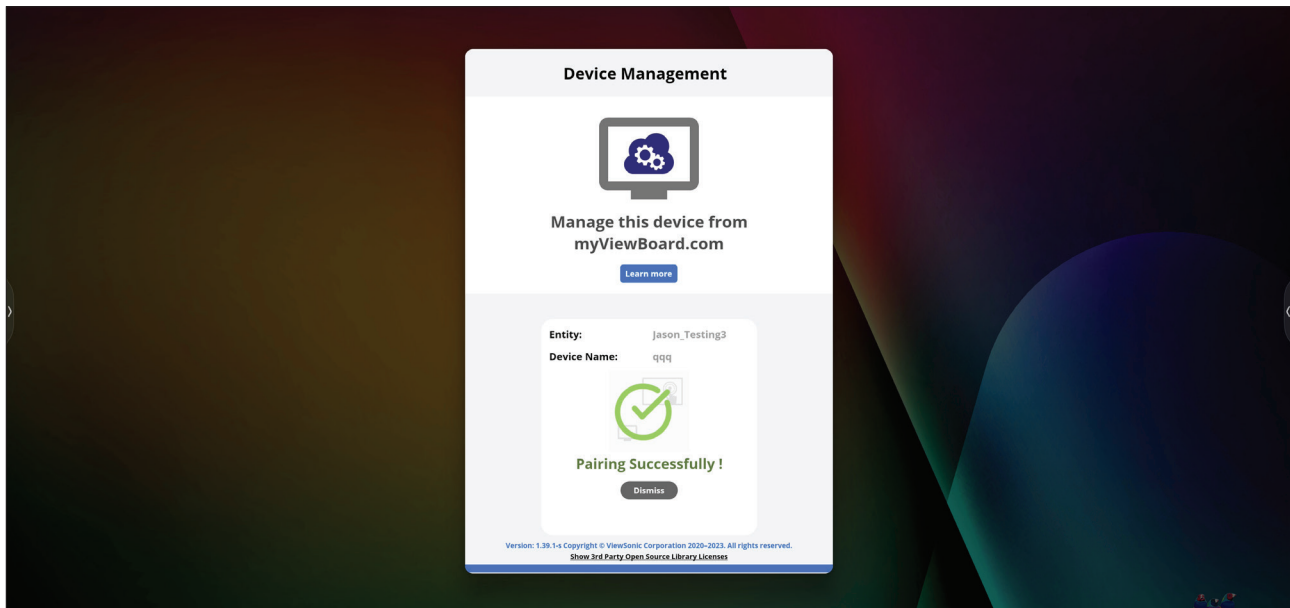 Device Management
Manage this device from
myViewBoard.com
Learn more
Entity: Jason_Testing3
Device Name: qqq
Pairing Successfully !
Dismiss
Version: 1.39.1-s Copyright © ViewSonic Corporation 2020–2023. All rights reserved.
Show 3rd Party Open Source Library Licenses